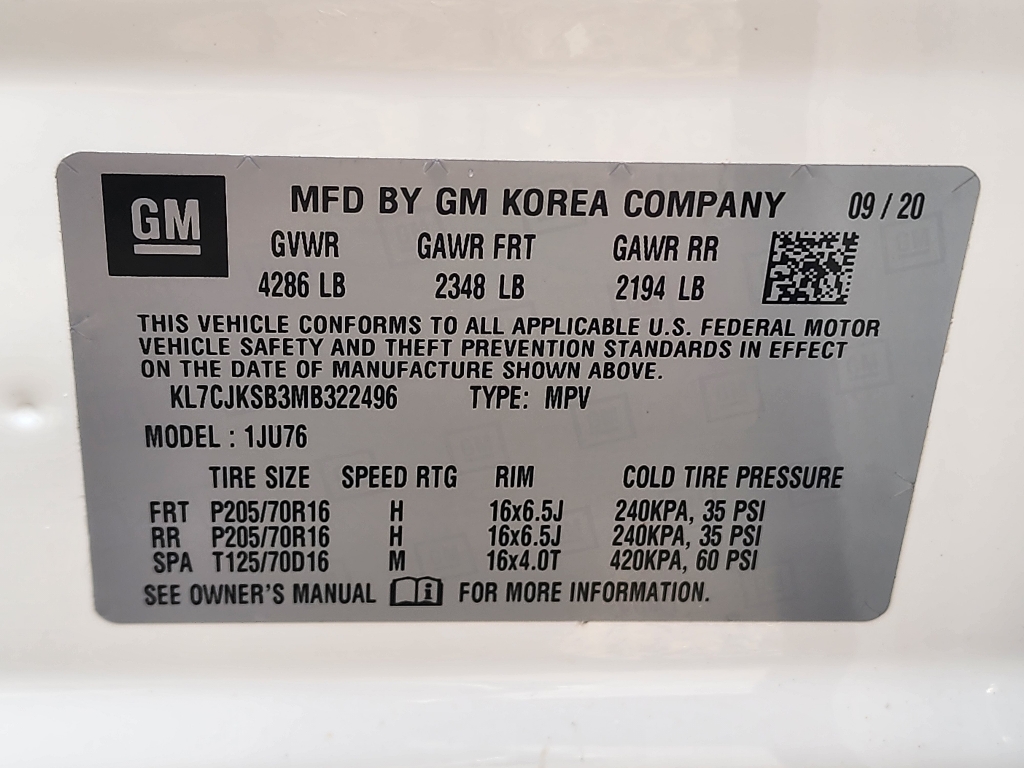 GM
MFD BY GM KOREA COMPANY 09 / 20
GVWR GAWR FRT GAWR RR
4286 LB 2348 LB 2194 LB
THIS VEHICLE CONFORMS TO ALL APPLICABLE U.S. FEDERAL MOTOR
VEHICLE SAFETY AND THEFT PREVENTION STANDARDS IN EFFECT
ON THE DATE OF MANUFACTURE SHOWN ABOVE.
KL7CJKSB3MB322496 TYPE: MPV
MODEL : 1JU76
TIRE SIZE SPEED RTG RIM COLD TIRE PRESSURE
FRT P205/70R16 H 16x6.5J 240KPA, 35 PSI
RR P205/70R16 H 16x6.5J 240KPA, 35 PSI
SPA T125/70D16 M 16x4.0T 420KPA, 60 PSI
SEE OWNER'S MANUAL i FOR MORE INFORMATION.